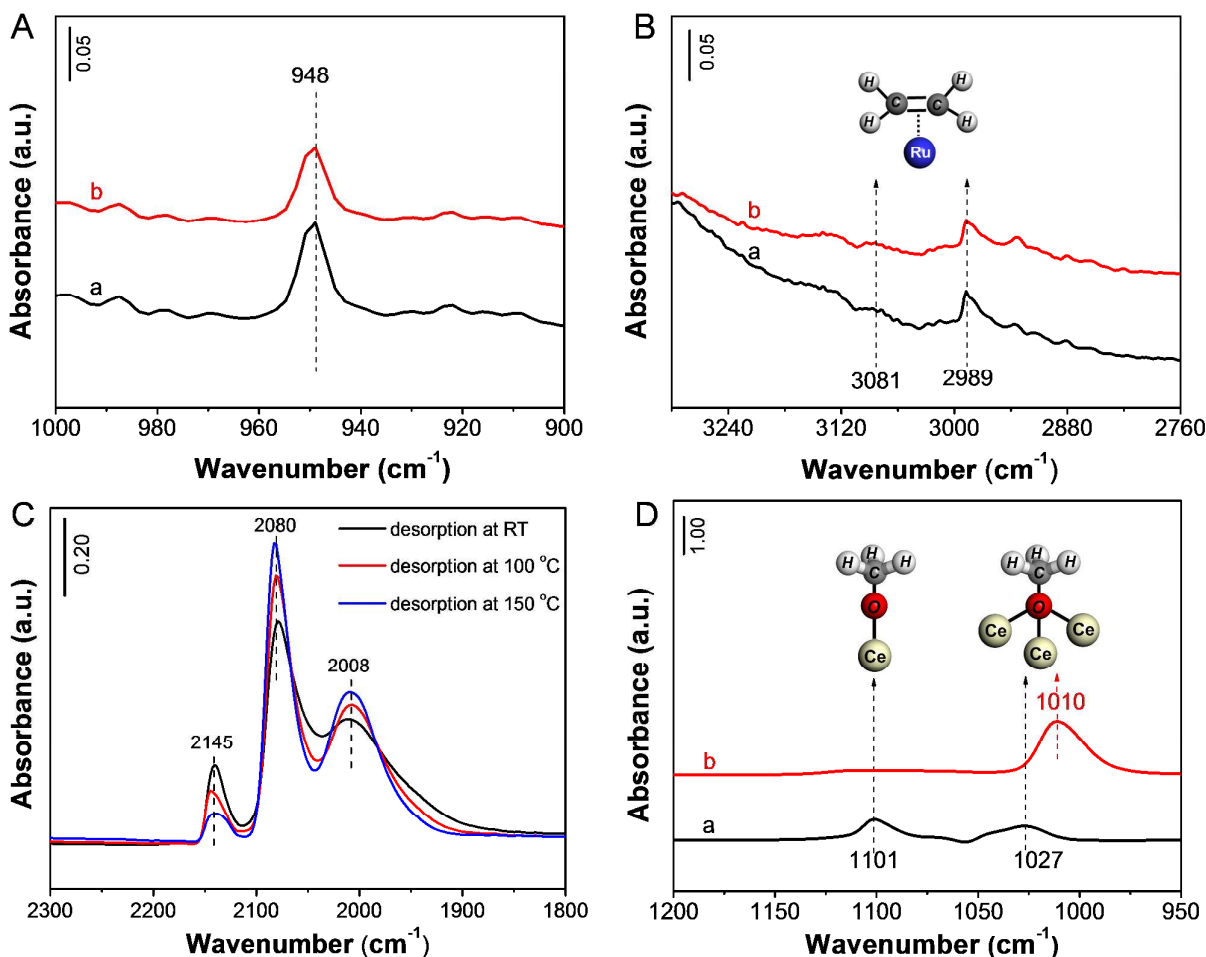 A
0.05
948
b
a
Absorbance (a.u.)
1000 980 960 940 920 900
Wavenumber (cm⁻¹)
B
0.05
H H
C C
H H
Ru
b
a
3081 2989
Absorbance (a.u.)
3240 3120 3000 2880 2760
Wavenumber (cm⁻¹)
C
0.20
2145
2080
2008
desorption at RT
desorption at 100 °C
desorption at 150 °C
Absorbance (a.u.)
2300 2200 2100 2000 1900 1800
Wavenumber (cm⁻¹)
D
1.00
H H H
C
O
Ce
H H H
C
O
Ce Ce Ce
1010
b
a
1101 1027
Absorbance (a.u.)
1200 1150 1100 1050 1000 950
Wavenumber (cm⁻¹)